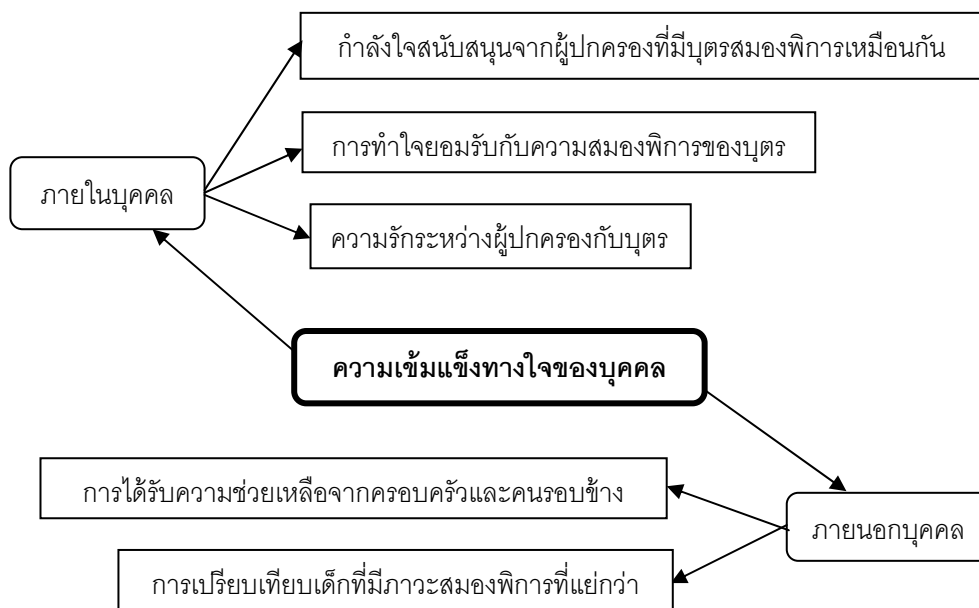 กำลังใจสนับสนุนจากผู้ปกครองที่มีบุตรสมองพิการเหมือนกัน
การทำใจยอมรับกับความสมองพิการของบุตร
ภายในบุคคล
ความรักระหว่างผู้ปกครองกับบุตร
ความเข้มแข็งทางใจของบุคคล
การได้รับความช่วยเหลือจากครอบครัวและคนรอบข้าง
ภายนอกบุคคล
การเปรียบเทียบเด็กที่มีภาวะสมองพิการที่แย่กว่า